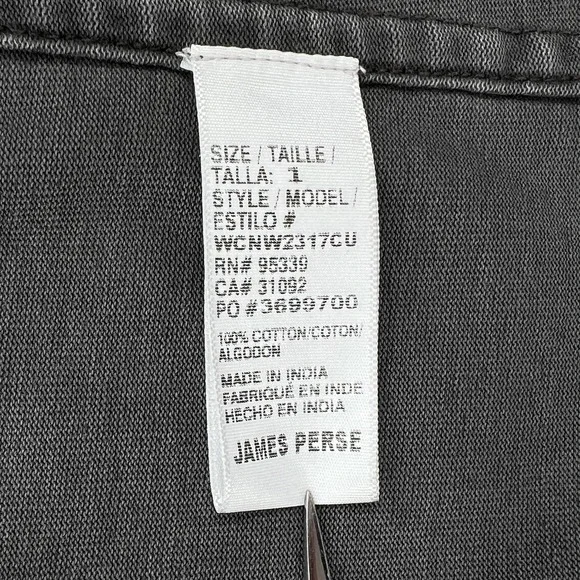 SIZE / TAILLE /
TALLA: 1
STYLE / MODEL /
ESTILO #
WCNW2317CU
RN# 95339
CA# 31092
PO #3699700
100% COTTON/COTON/
ALGODON
MADE IN INDIA
FABRIQUÉ EN INDE
HECHO EN INDIA
JAMES PERSE